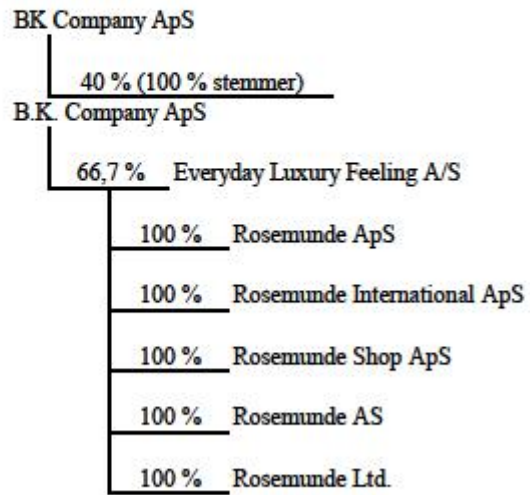 BK Company ApS
40 % (100 % stemmer)
B.K. Company ApS
66,7 % Everyday Luxury Feeling A/S
100 % Rosemunde ApS
100 % Rosemunde International ApS
100 % Rosemunde Shop ApS
100 % Rosemunde AS
100 % Rosemunde Ltd.